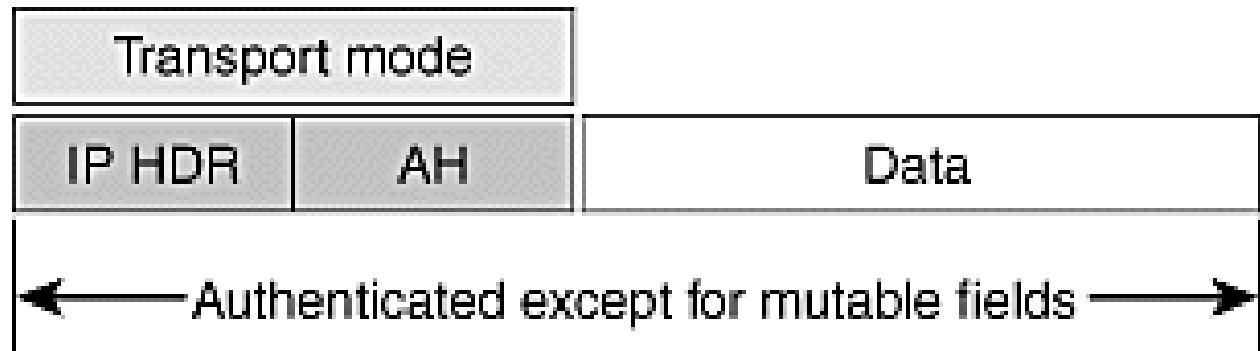 Transport mode
IP HDR AH Data
Authenticated except for mutable fields